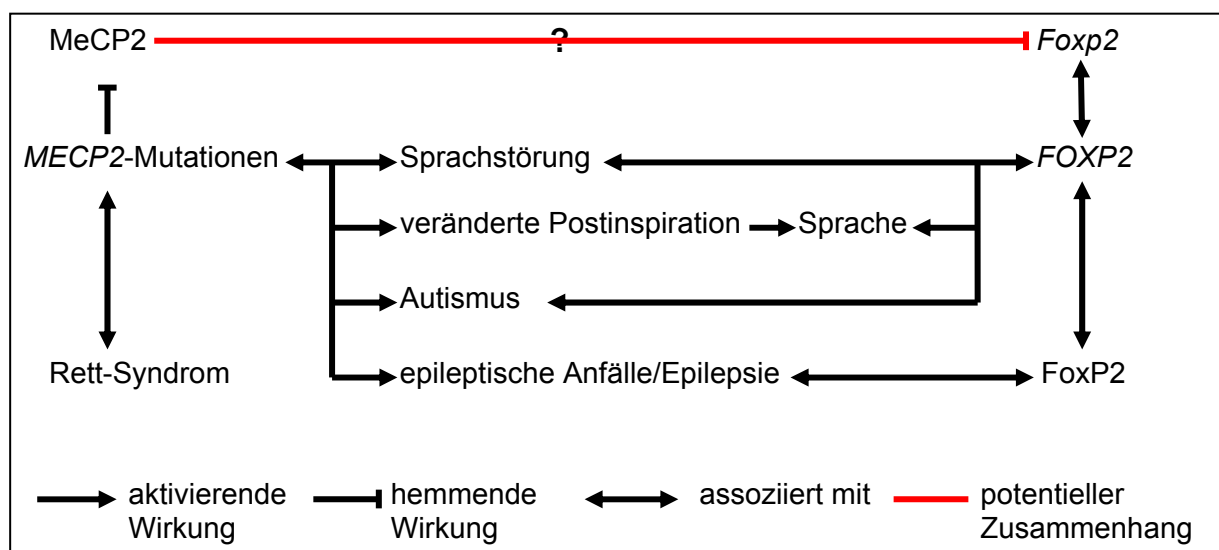 MeCP2 ? Foxp2
MECP2-Mutationen Sprachstörung FOXP2
veränderte Postinspiration Sprache
Autismus
Rett-Syndrom epileptische Anfälle/Epilepsie FoxP2
aktivierende hemmende assoziiert mit potentieller
Wirkung Wirkung Zusammenhang